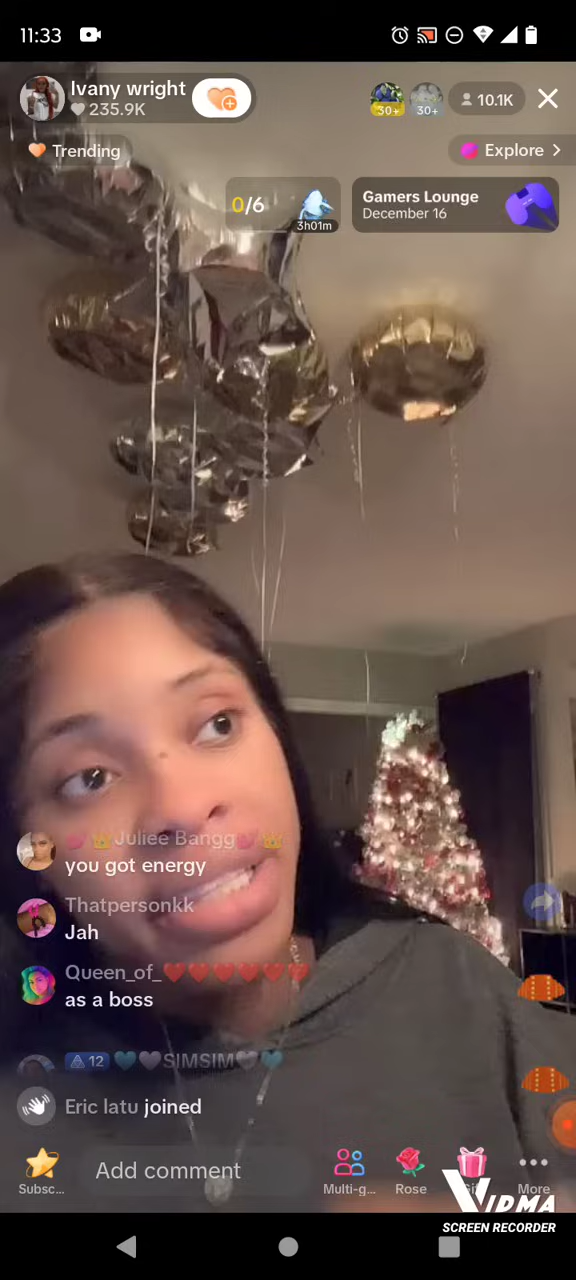 11:33
Ivany wright
235.9K
30+
30+
10.1K
Trending
Explore
0/6
3h01m
Gamers Lounge
December 16
Juliee Bangg
you got energy
Thatpersonkk
Jah
Queen_of_
as a boss
12
SIMSIM
Eric latu joined
Add comment
Subsc...
Multi-g...
Rose
More
VIDMA
SCREEN RECORDER